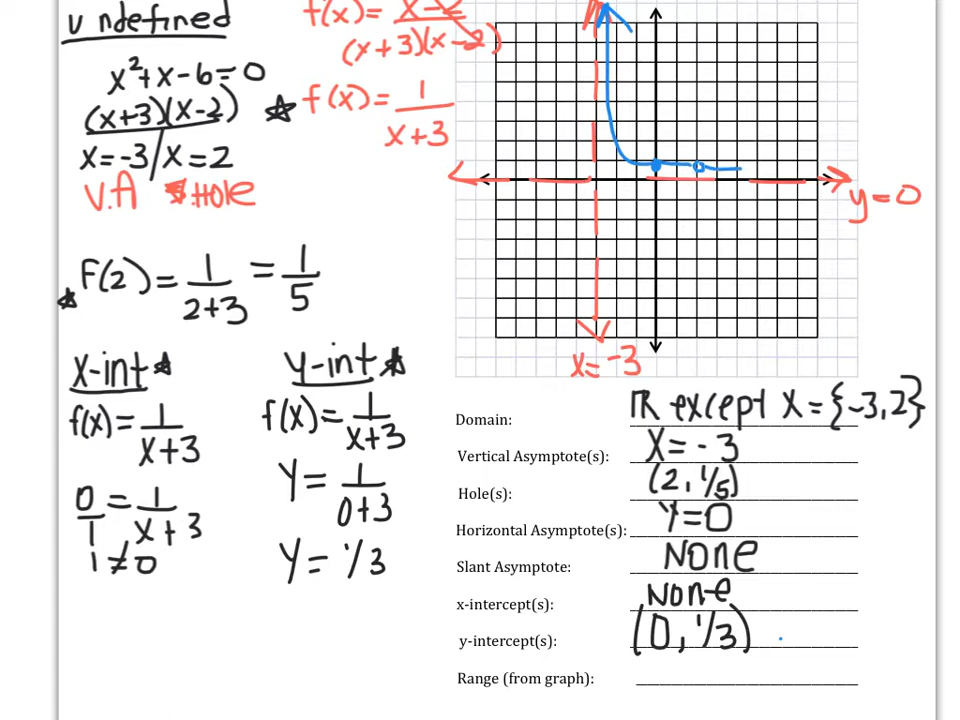 undefined
x²+x-6=0
(x+3)(x-2)
x=-3/x=2
V.A HOLE
f(x)= x-2
(x+3)(x-2)
f(x)= 1
x+3
y=0
x=-3
F(2)= 1 = 1
2+3 5
x-int
f(x)= 1
x+3
0 = 1
1 x+3
1≠0
y-int
f(x)= 1
x+3
Y= 1
0+3
Y= 1/3
Domain: IR except X={-3,2}
Vertical Asymptote(s): X=-3
Hole(s): (2, 1/5)
Horizontal Asymptote(s): Y=0
Slant Asymptote: NONE
x-intercept(s): NONE
y-intercept(s): (0, 1/3)
Range (from graph):